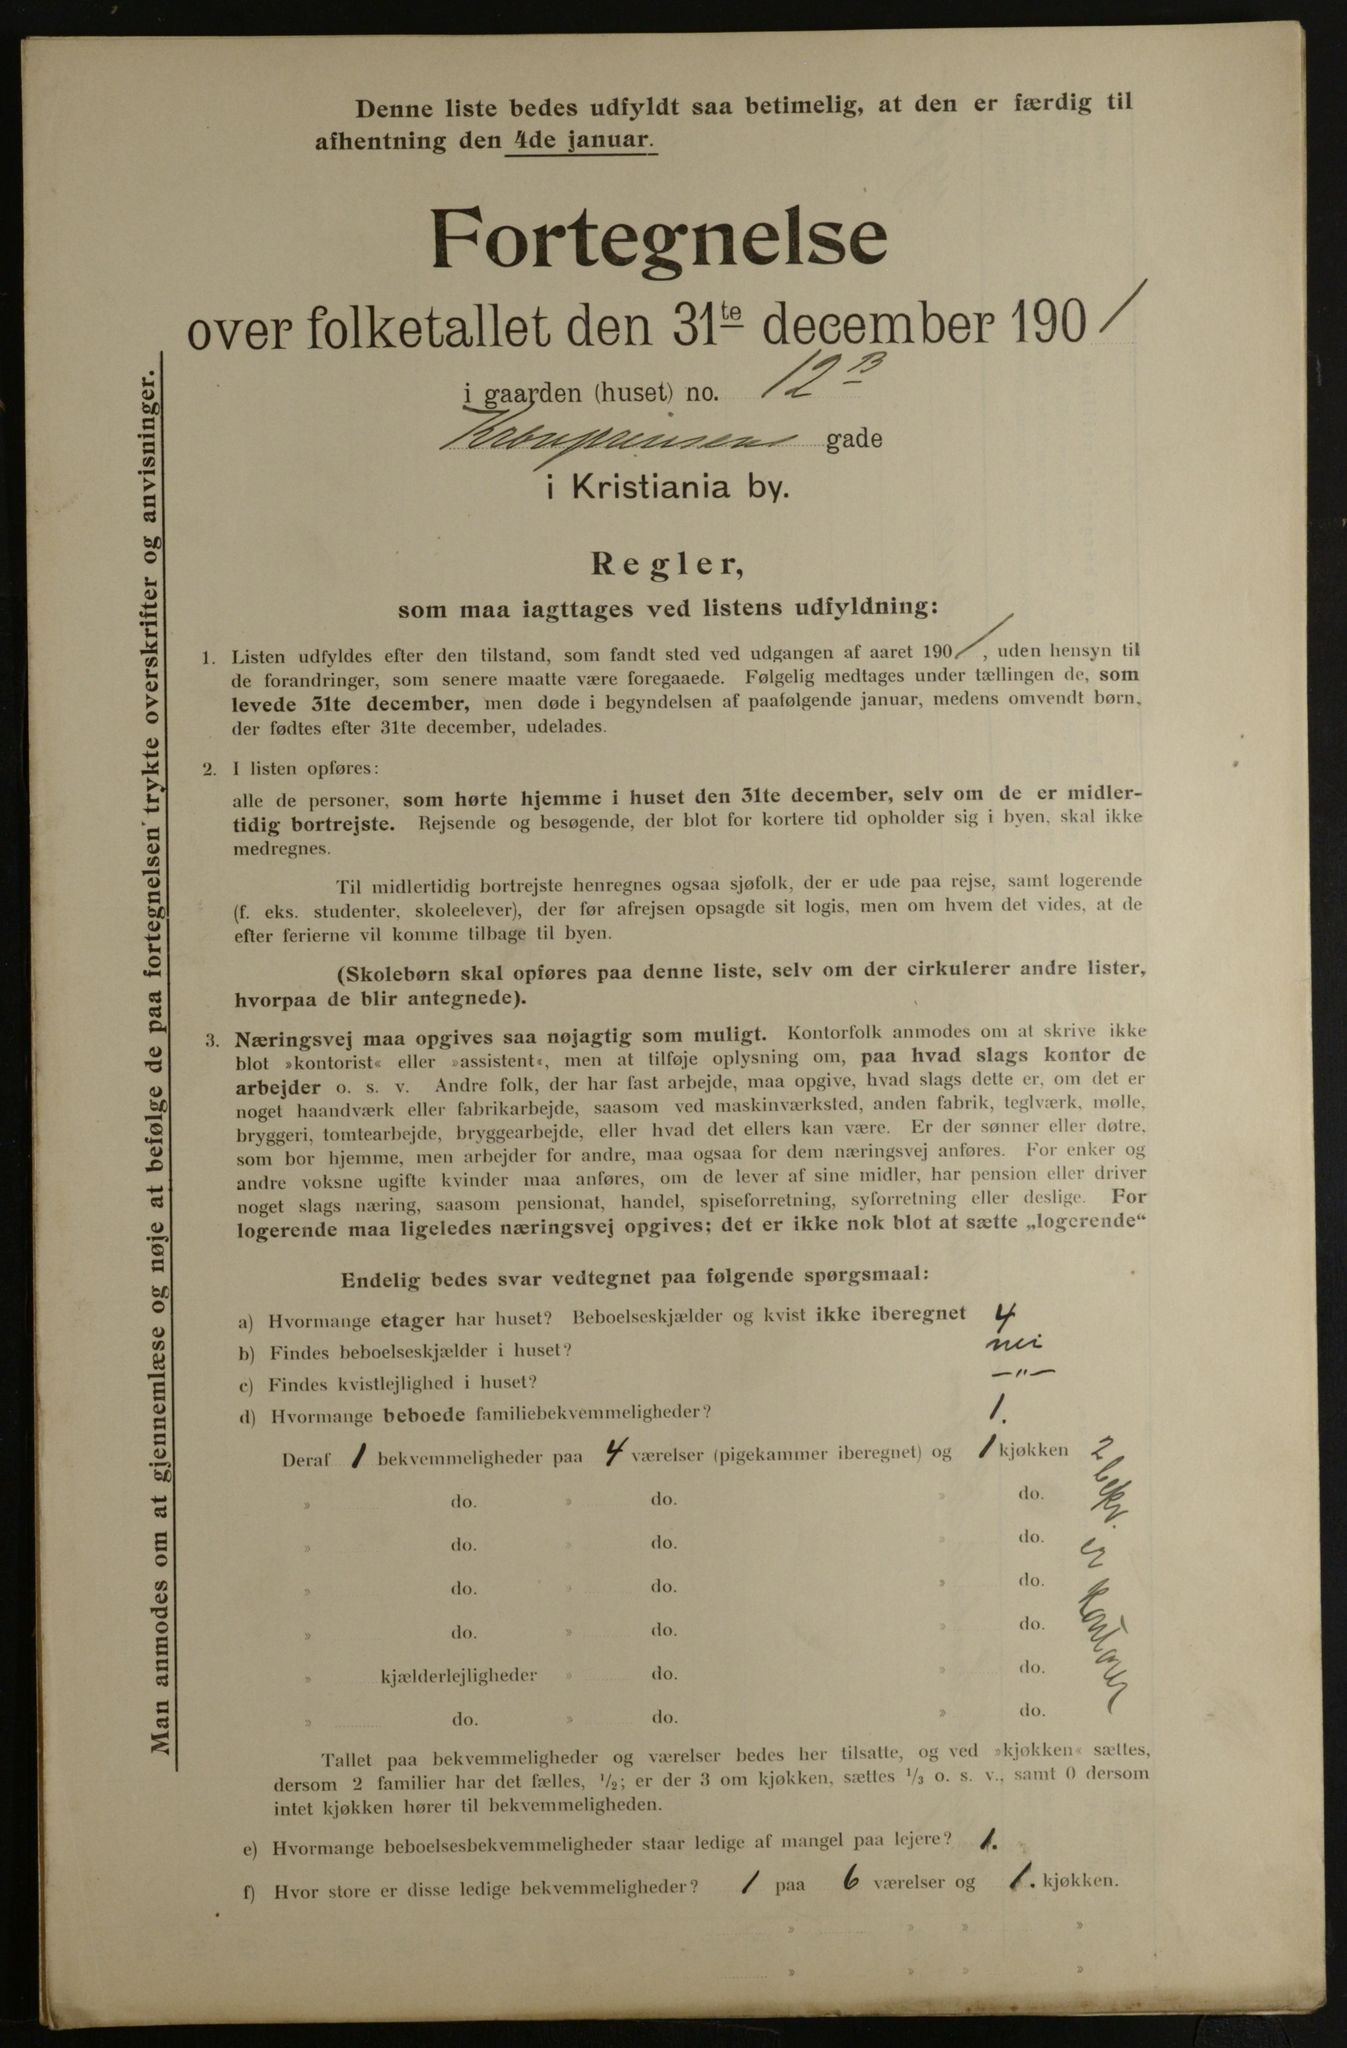 Denne liste bedes udfyldt saa betimelig, at den er færdig til
afhentning den 4de januar.
Fortegnelse
over folketallet den 31te december 1901
i gaarden (huset) no. 12B
Kronprinsens gade
i Kristiania by.
Regler,
som maa iagttages ved listens udfyldning:
1. Listen udfyldes efter den tilstand, som fandt sted ved udgangen af aaret 1901, uden hensyn til
de forandringer, som senere maatte være foregaaede. Følgelig medtages under tællingen de, som
levede 31te december, men døde i begyndelsen af paafølgende januar, medens omvendt børn,
der fødtes efter 31te december, udelades.
2. I listen opføres:
alle de personer, som hørte hjemme i huset den 31te december, selv om de er midler-
tidig bortrejste. Rejsende og besøgende, der blot for kortere tid opholder sig i byen, skal ikke
medregnes.
Til midlertidig bortrejste henregnes ogsaa sjøfolk, der er ude paa rejse, samt logerende
(f. eks. studenter, skoleelever), der før afrejsen opsagde sit logis, men om hvem det vides, at de
efter ferierne vil komme tilbage til byen.
(Skolebørn skal opføres paa denne liste, selv om der cirkulerer andre lister,
hvorpaa de blir antegnede).
3. Næringsvej maa opgives saa nøjagtig som muligt. Kontorfolk anmodes om at skrive ikke
blot »kontorist« eller »assistent«, men at tilføje oplysning om, paa hvad slags kontor de
arbejder o. s. v. Andre folk, der har fast arbejde, maa opgive, hvad slags dette er, om det er
noget haandværk eller fabrikarbejde, saasom ved maskinværksted, anden fabrik, teglværk, mølle,
bryggeri, tomtearbejde, bryggearbejde, eller hvad det ellers kan være. Er der sønner eller døtre,
som bor hjemme, men arbejder for andre, maa ogsaa for dem næringsvej anføres. For enker og
andre voksne ugifte kvinder maa anføres, om de lever af sine midler, har pension eller driver
noget slags næring, saasom pensionat, handel, spiseforretning, syforretning eller deslige. For
logerende maa ligeledes næringsvej opgives; det er ikke nok blot at sætte „logerende“
Endelig bedes svar vedtegnet paa følgende spørgsmaal:
a) Hvormange etager har huset? Beboelseskjælder og kvist ikke iberegnet 4
b) Findes beboelseskjælder i huset? nei
c) Findes kvistlejlighed i huset? —"—
d) Hvormange beboede familiebekvemmeligheder? 1.
Deraf 1 bekvemmeligheder paa 4 værelser (pigekammer iberegnet) og 1 kjøkken
» do. » do. » do.
» do. » do. » do.
» do. » do. » do.
» do. » do. » do.
» kjælderlejligheder » do. » do.
» do. » do. » do.
2 bekv. er kontorer
Tallet paa bekvemmeligheder og værelser bedes her tilsatte, og ved »kjøkken« sættes,
dersom 2 familier har det fælles, 1/2; er der 3 om kjøkken, sættes 1/3 o. s. v., samt 0 dersom
intet kjøkken hører til bekvemmeligheden.
e) Hvormange beboelsesbekvemmeligheder staar ledige af mangel paa lejere? 1.
f) Hvor store er disse ledige bekvemmeligheder? 1 paa 6 værelser og 1. kjøkken.
» » » »
» » » »
Man anmodes om at gjennemlæse og nøje at befølge de paa fortegnelsen trykte overskrifter og anvisninger.